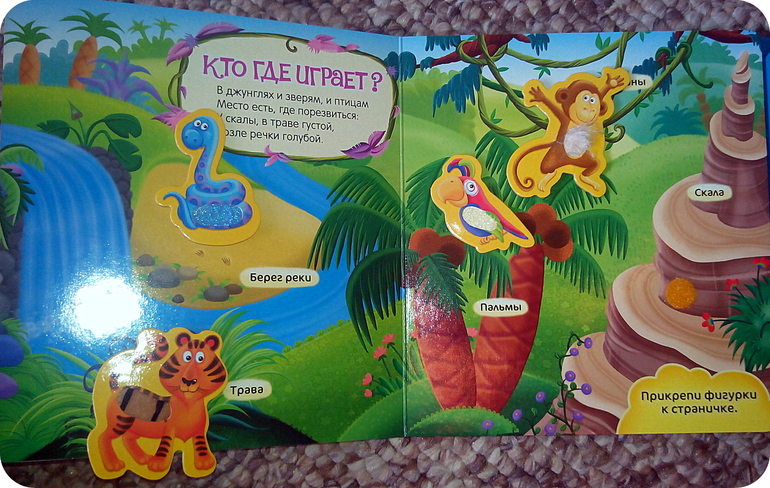 КТО ГДЕ ИГРАЕТ?
В джунглях и зверям, и птицам
Место есть, где порезвиться:
скалы, в траве густой,
речки голубой.
Скала
Берег реки
Пальмы
Трава
Прикрепи фигурки
к страничке.